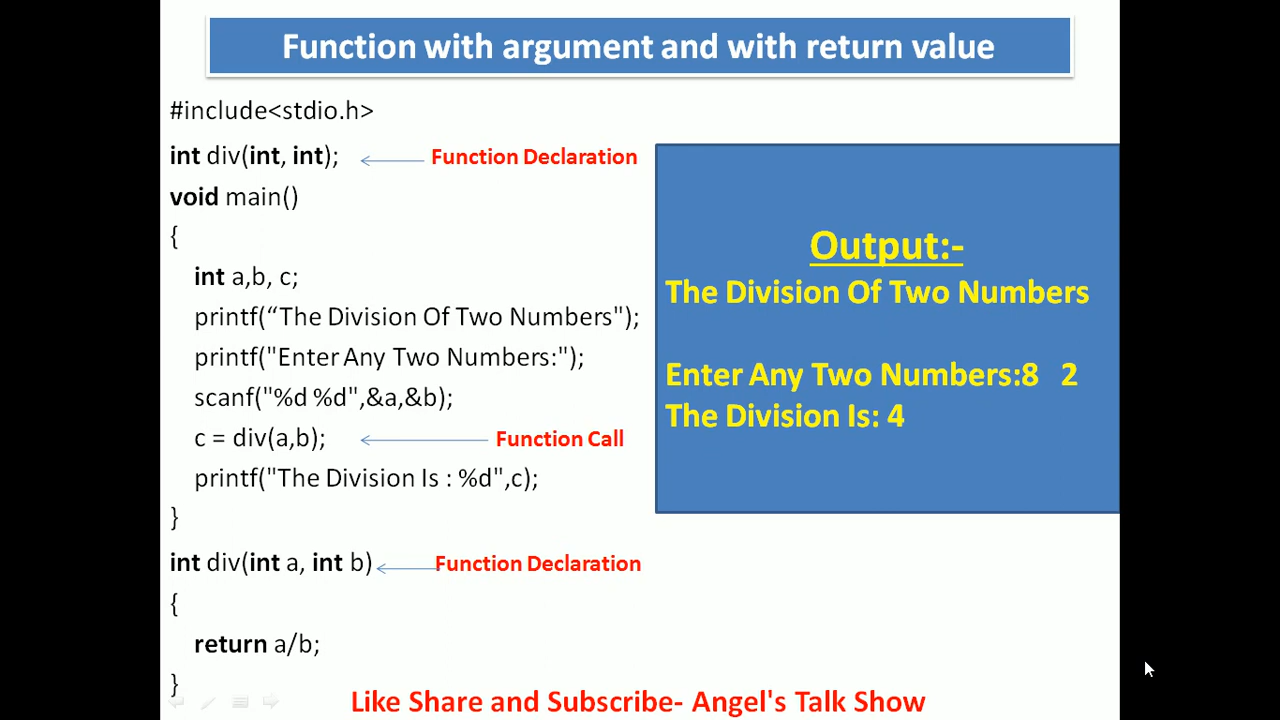 Function with argument and with return value
#include<stdio.h>
int div(int, int);
Function Declaration
void main()
{
int a,b, c;
printf(“The Division Of Two Numbers");
printf("Enter Any Two Numbers:");
scanf("%d %d",&a,&b);
c = div(a,b);
Function Call
printf("The Division Is : %d",c);
}
int div(int a, int b)
Function Declaration
{
return a/b;
}
Output:-
The Division Of Two Numbers
Enter Any Two Numbers:8 2
The Division Is: 4
Like Share and Subscribe- Angel's Talk Show